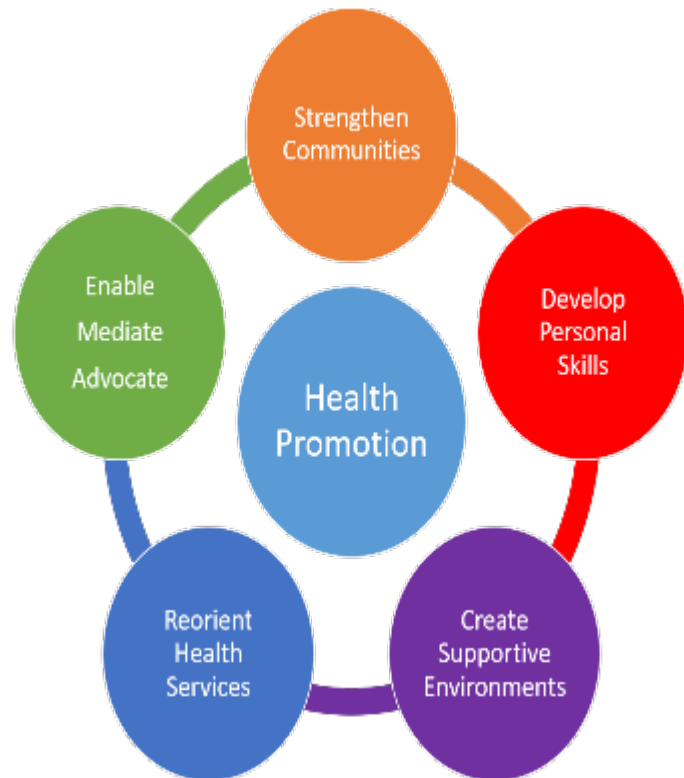 Strengthen
Communities
Develop
Personal
Skills
Create
Supportive
Environments
Reorient
Health
Services
Enable
Mediate
Advocate
Health
Promotion